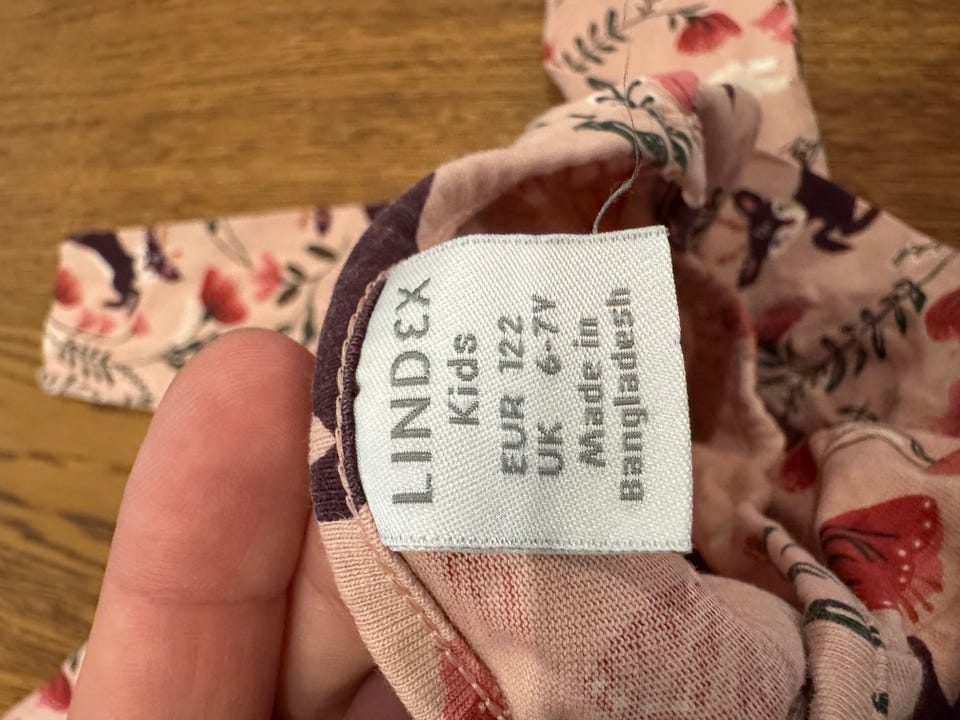 LINDEX
Kids
EUR 122
UK 6-7Y
Made in
Bangladesh